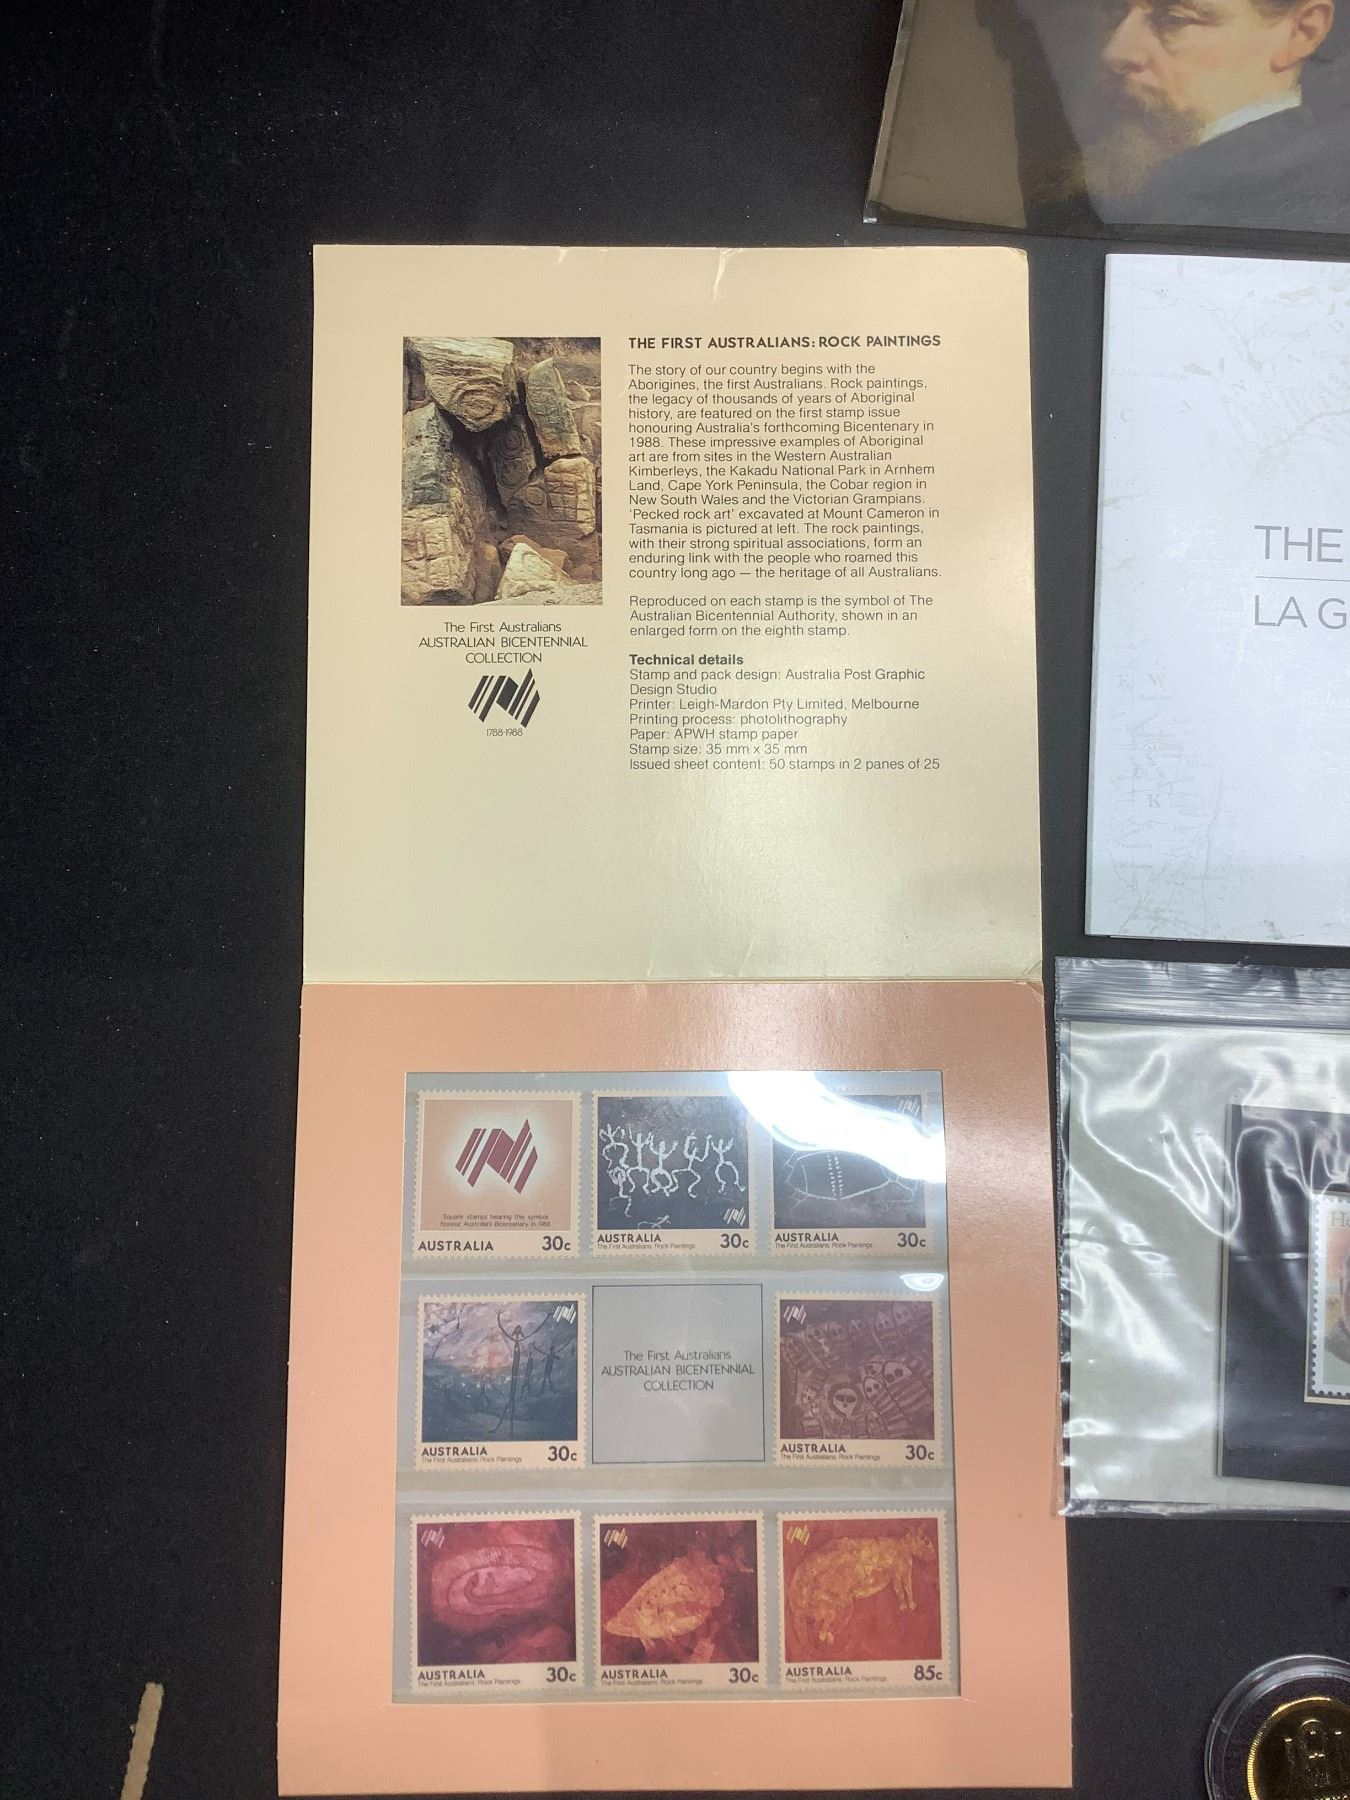 THE FIRST AUSTRALIANS: ROCK PAINTINGS
The story of our country begins with the
Aborigines, the first Australians. Rock paintings,
the legacy of thousands of years of Aboriginal
history, are featured on the first stamp issue
honouring Australia's forthcoming Bicentenary in
1988. These impressive examples of Aboriginal
art are from sites in the Western Australian
Kimberleys, the Kakadu National Park in Arnhem
Land, Cape York Peninsula, the Cobar region in
New South Wales and the Victorian Grampians.
'Pecked rock art' excavated at Mount Cameron in
Tasmania is pictured at left. The rock paintings,
with their strong spiritual associations, form an
enduring link with the people who roamed this
country long ago — the heritage of all Australians.
Reproduced on each stamp is the symbol of The
Australian Bicentennial Authority, shown in an
enlarged form on the eighth stamp.
Technical details
Stamp and pack design: Australia Post Graphic
Design Studio
Printer: Leigh-Mardon Pty Limited, Melbourne
Printing process: photolithography
Paper: APWH stamp paper
Stamp size: 35 mm x 35 mm
Issued sheet content: 50 stamps in 2 panes of 25
The First Australians
AUSTRALIAN BICENTENNIAL
COLLECTION
1788-1988
THE
LA G
Square stamps bearing this symbol
honour Australia's Bicentenary in 1988
AUSTRALIA 30c
AUSTRALIA 30c
The First Australians: Rock Paintings
AUSTRALIA 30c
The First Australians: Rock Paintings
AUSTRALIA 30c
The First Australians: Rock Paintings
The First Australians
AUSTRALIAN BICENTENNIAL
COLLECTION
AUSTRALIA 30c
The First Australians: Rock Paintings
AUSTRALIA 30c
The First Australians: Rock Paintings
AUSTRALIA 30c
The First Australians: Rock Paintings
AUSTRALIA 85c
The First Australians: Rock Paintings